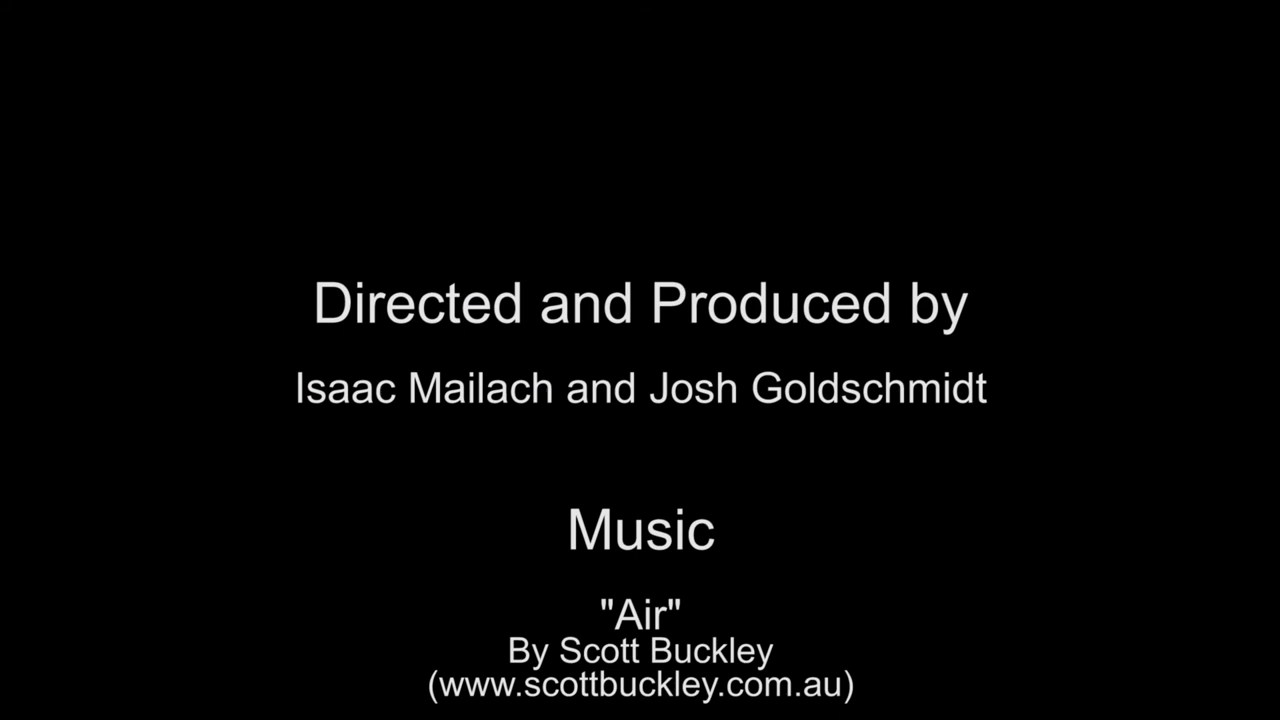 Directed and Produced by
Isaac Mailach and Josh Goldschmidt
Music
"Air"
By Scott Buckley
(www.scottbuckley.com.au)